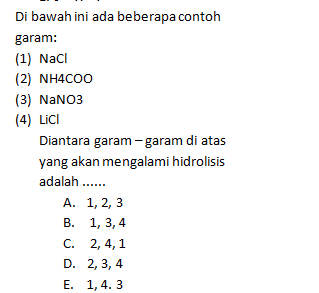 Di bawah ini ada beberapa contoh
garam:
(1) NaCl
(2) NH4COO
(3) NaNO3
(4) LiCl
Diantara garam – garam di atas
yang akan mengalami hidrolisis
adalah ......
A. 1, 2, 3
B. 1, 3, 4
C. 2, 4, 1
D. 2, 3, 4
E. 1, 4. 3